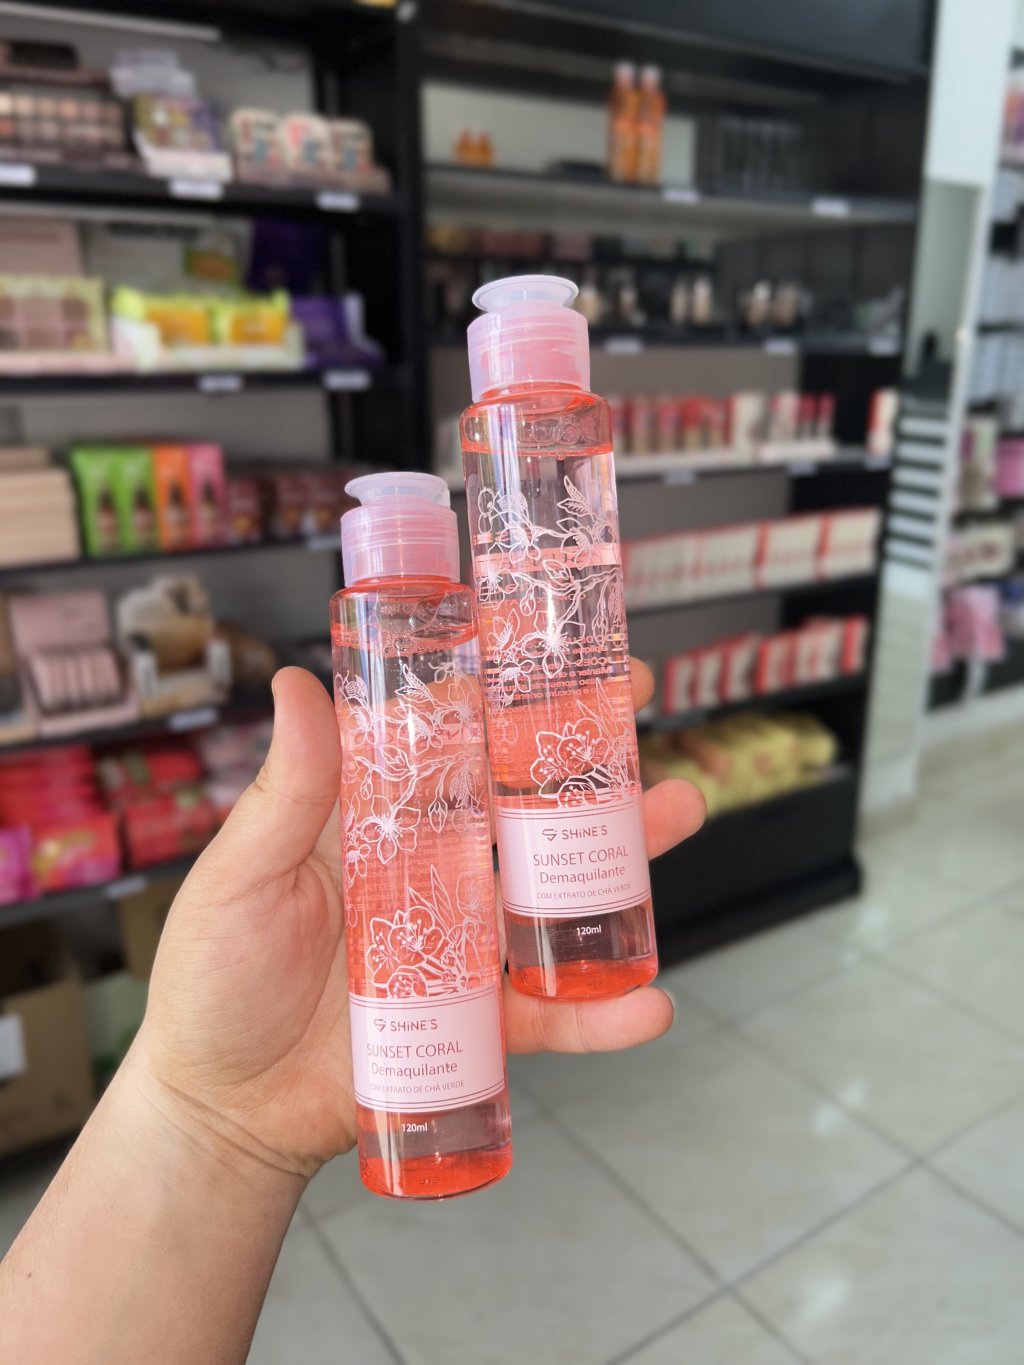 SHiNE'S
SUNSET CORAL
Demaquilante
COM EXTRATO DE CHÁ VERDE
120ml
SHiNE'S
SUNSET CORAL
Demaquilante
COM EXTRATO DE CHÁ VERDE
120ml